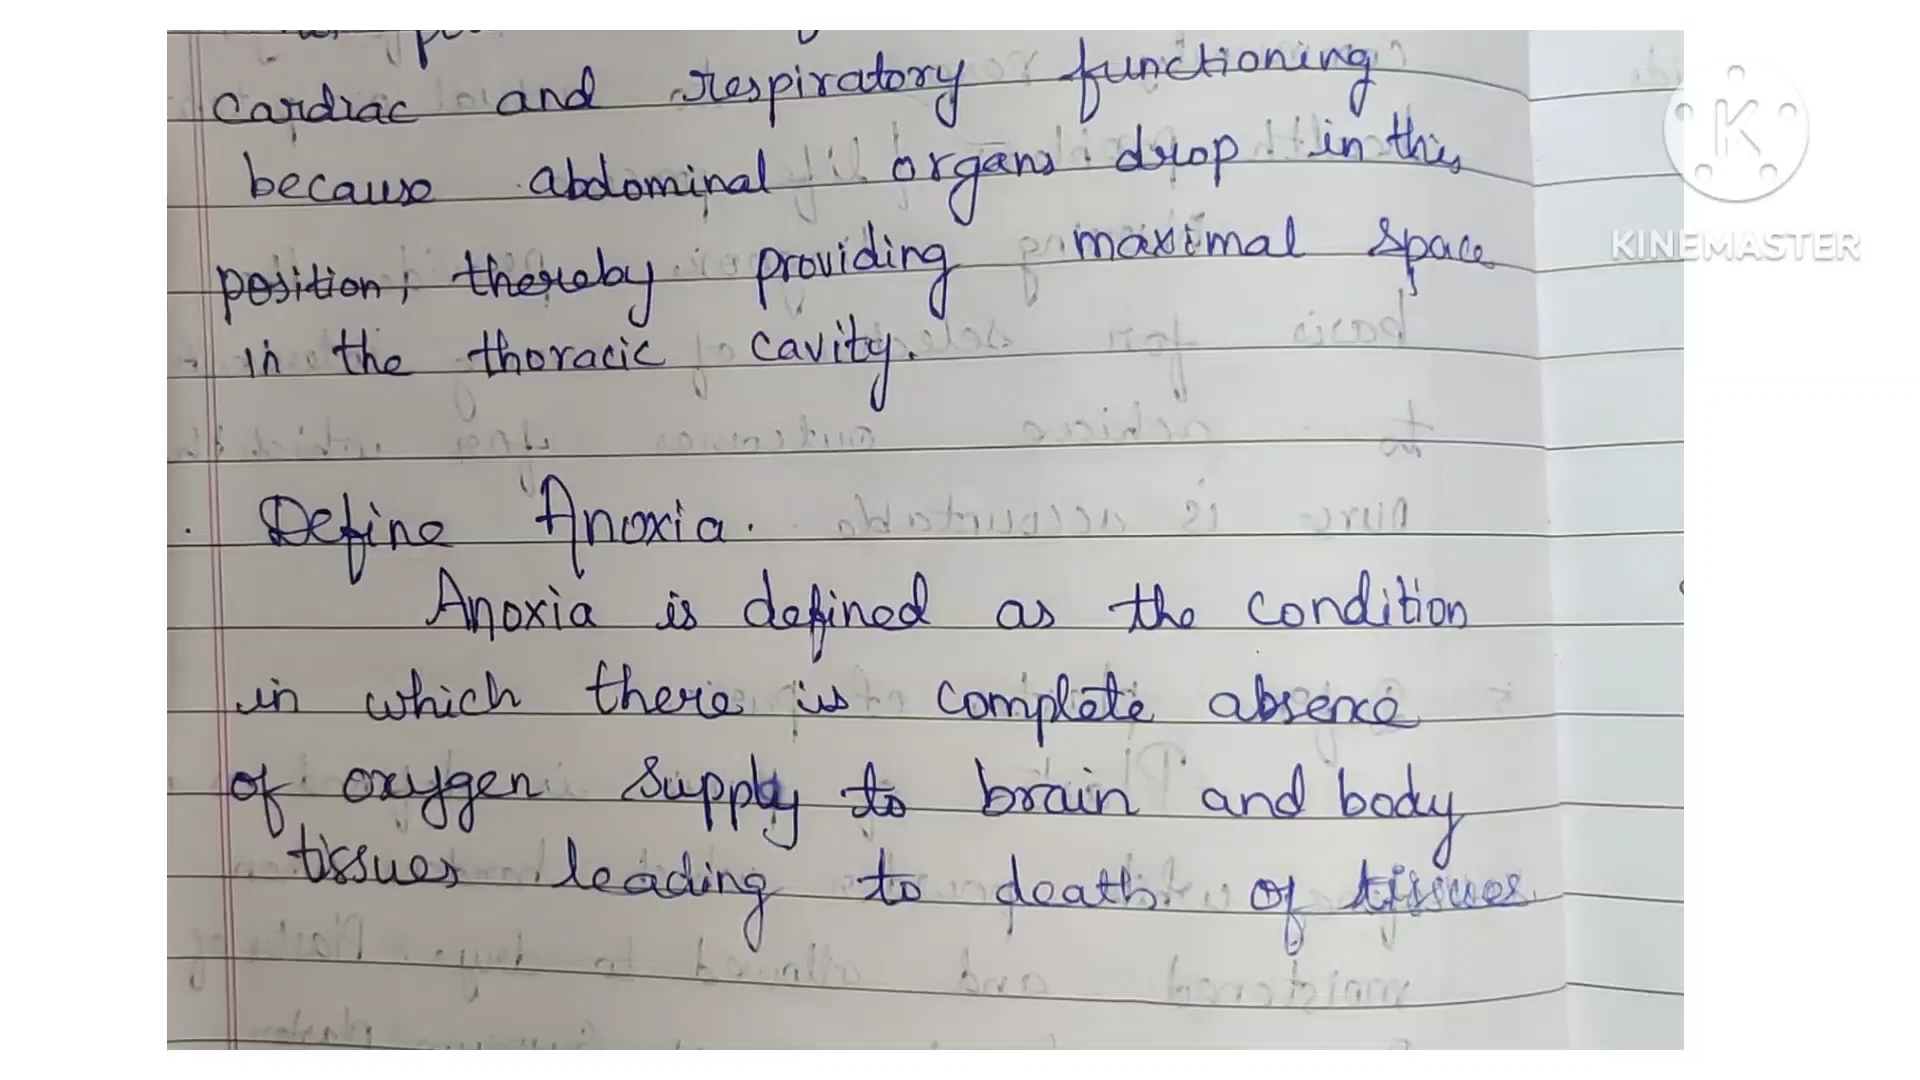 cardiac and respiratory functioning
because abdominal organs drop in this
position, thereby providing maximal space
in the thoracic cavity.
Define Anoxia.
Anoxia is defined as the condition
in which there is complete absence
of oxygen supply to brain and body
tissues leading to death of tissues
KINEMASTER